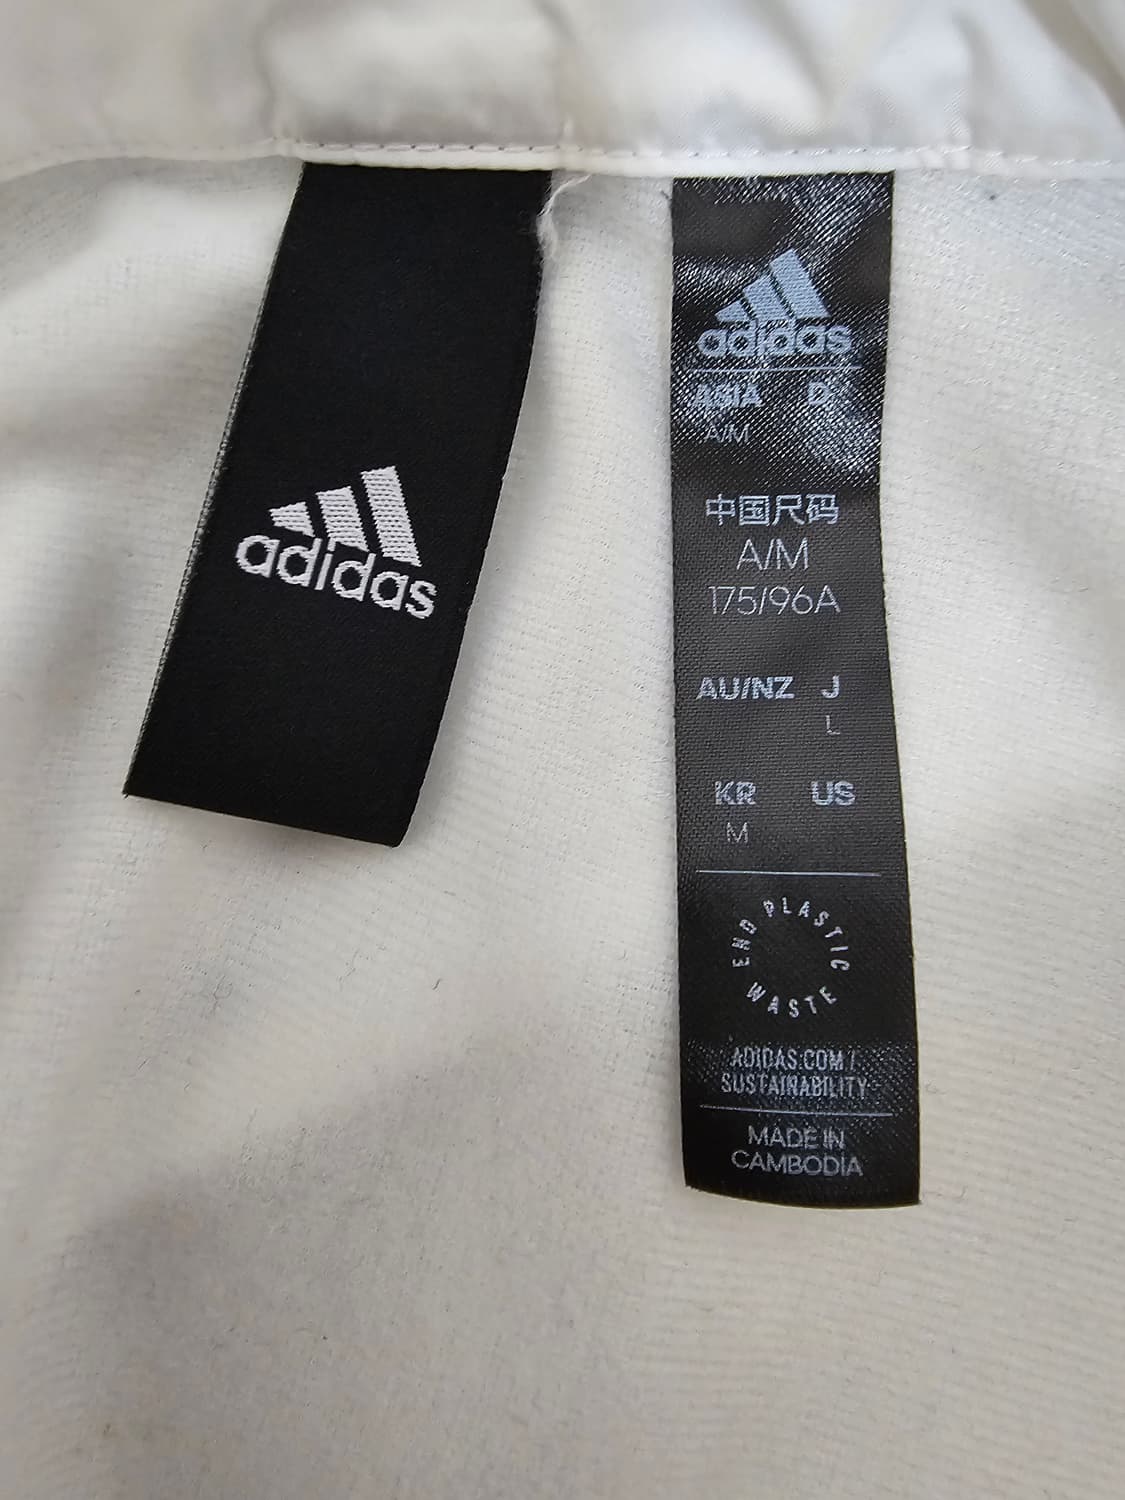 adidas
adidas
ASIA D
A/M
中国尺码
A/M
175/96A
AU/NZ J
L
KR US
M
END PLASTIC WASTE
ADIDAS.COM/
SUSTAINABILITY
MADE IN
CAMBODIA